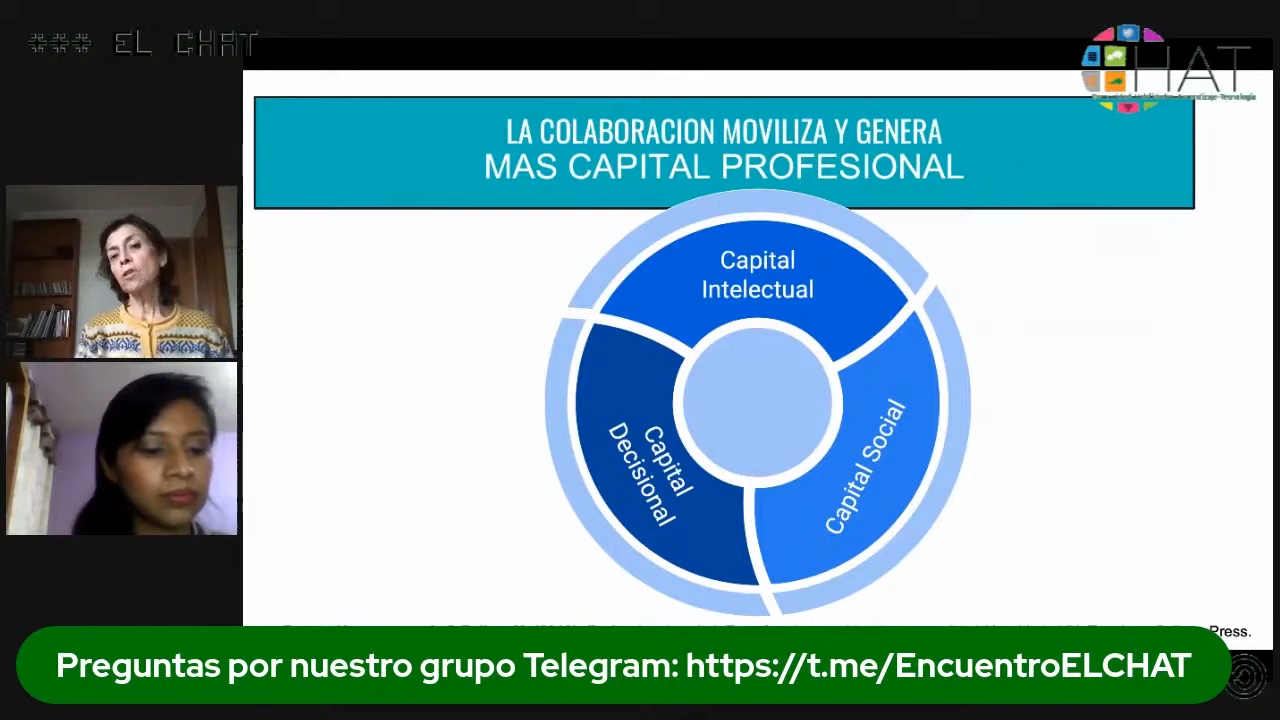 ### EL CHAT
HAT
LA COLABORACION MOVILIZA Y GENERA
MAS CAPITAL PROFESIONAL
Capital
Intelectual
Capital Social
Capital
Decisional
Press.
Preguntas por nuestro grupo Telegram: https://t.me/EncuentroELCHAT